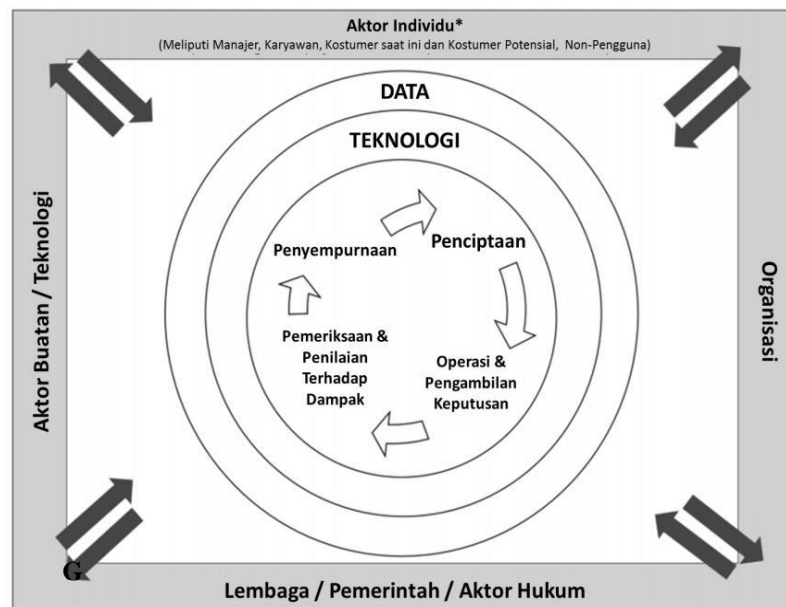 Aktor Individu*
(Meliputi Manajer, Karyawan, Kostumer saat ini dan Kostumer Potensial, Non-Pengguna)
DATA
TEKNOLOGI
Penyempurnaan
Penciptaan
Pemeriksaan &
Penilaian
Terhadap
Dampak
Operasi &
Pengambilan
Keputusan
Aktor Buatan / Teknologi
Organisasi
G
Lembaga / Pemerintah / Aktor Hukum